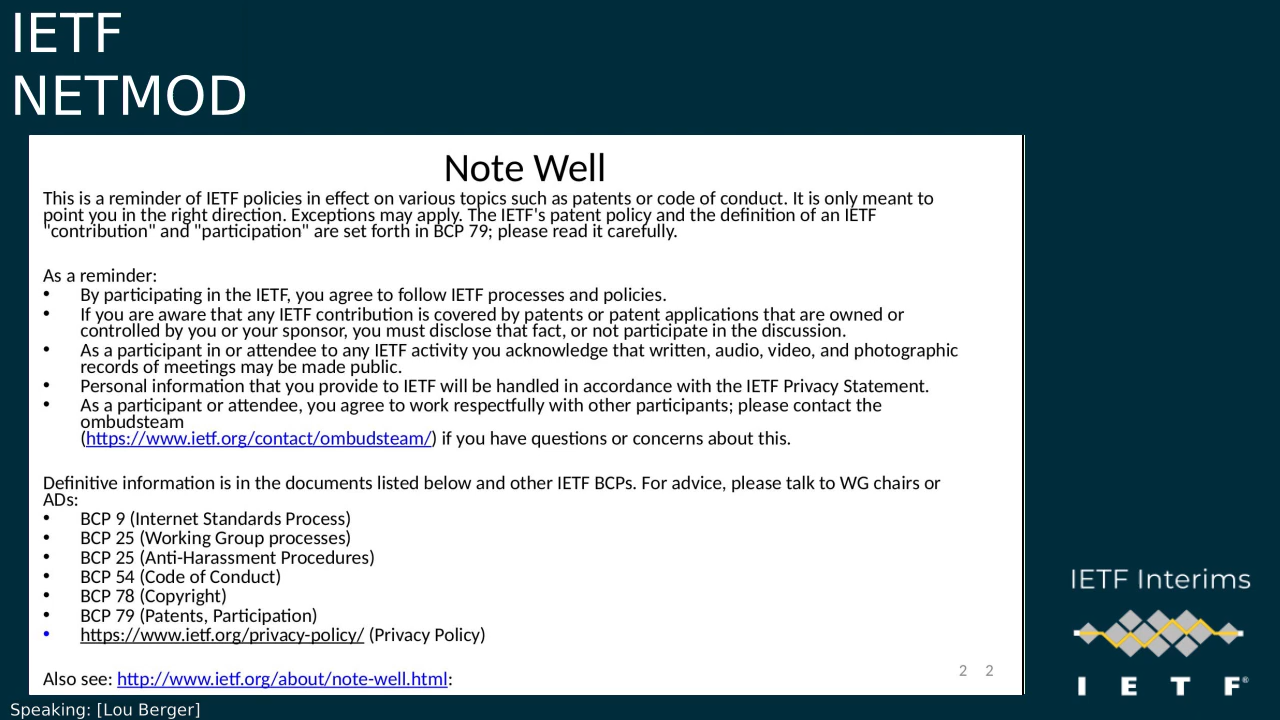 IETF
NETMOD
Note Well
This is a reminder of IETF policies in effect on various topics such as patents or code of conduct. It is only meant to
point you in the right direction. Exceptions may apply. The IETF's patent policy and the definition of an IETF
"contribution" and "participation" are set forth in BCP 79; please read it carefully.
As a reminder:
• By participating in the IETF, you agree to follow IETF processes and policies.
• If you are aware that any IETF contribution is covered by patents or patent applications that are owned or
controlled by you or your sponsor, you must disclose that fact, or not participate in the discussion.
• As a participant in or attendee to any IETF activity you acknowledge that written, audio, video, and photographic
records of meetings may be made public.
• Personal information that you provide to IETF will be handled in accordance with the IETF Privacy Statement.
• As a participant or attendee, you agree to work respectfully with other participants; please contact the
ombudsteam
(https://www.ietf.org/contact/ombudsteam/) if you have questions or concerns about this.
Definitive information is in the documents listed below and other IETF BCPs. For advice, please talk to WG chairs or
ADs:
• BCP 9 (Internet Standards Process)
• BCP 25 (Working Group processes)
• BCP 25 (Anti-Harassment Procedures)
• BCP 54 (Code of Conduct)
• BCP 78 (Copyright)
• BCP 79 (Patents, Participation)
• https://www.ietf.org/privacy-policy/ (Privacy Policy)
Also see: http://www.ietf.org/about/note-well.html:
2 2
IETF Interims
I E T F®
Speaking: [Lou Berger]